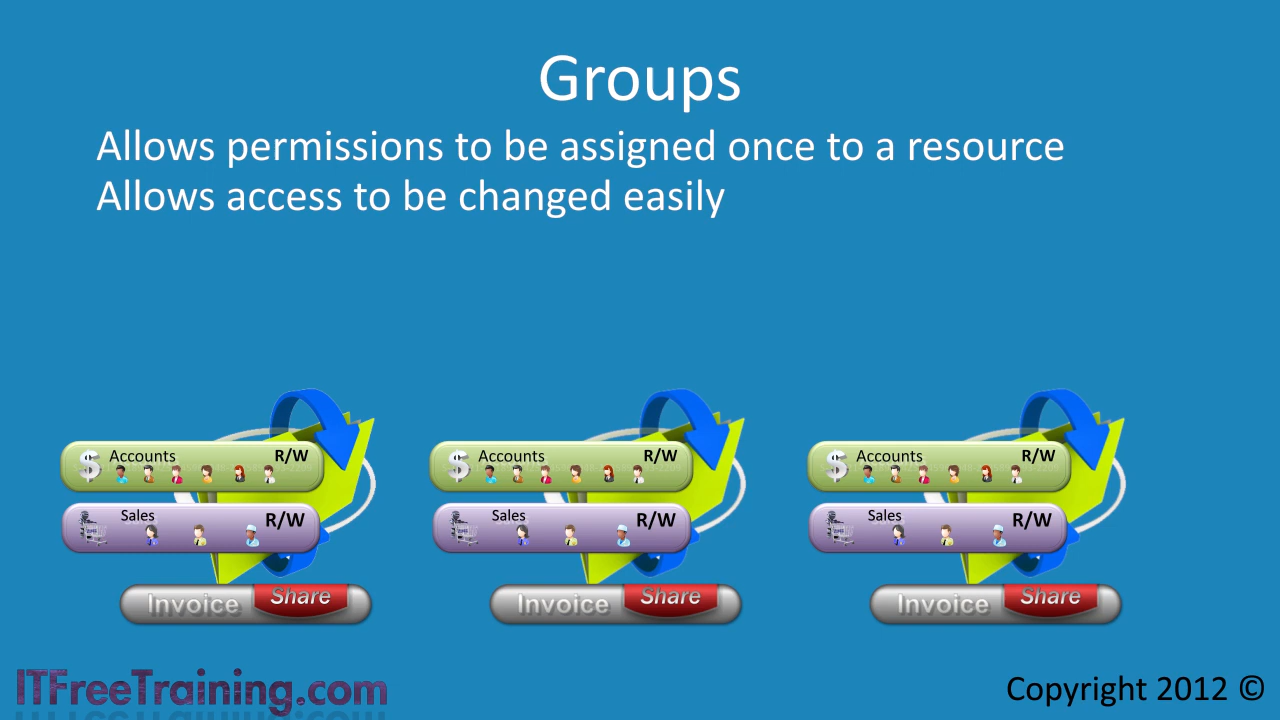 Groups
Allows permissions to be assigned once to a resource
Allows access to be changed easily
Accounts R/W
Sales R/W
Invoice Share
Accounts R/W
Sales R/W
Invoice Share
Accounts R/W
Sales R/W
Invoice Share
ITFreeTraining.com
Copyright 2012 ©